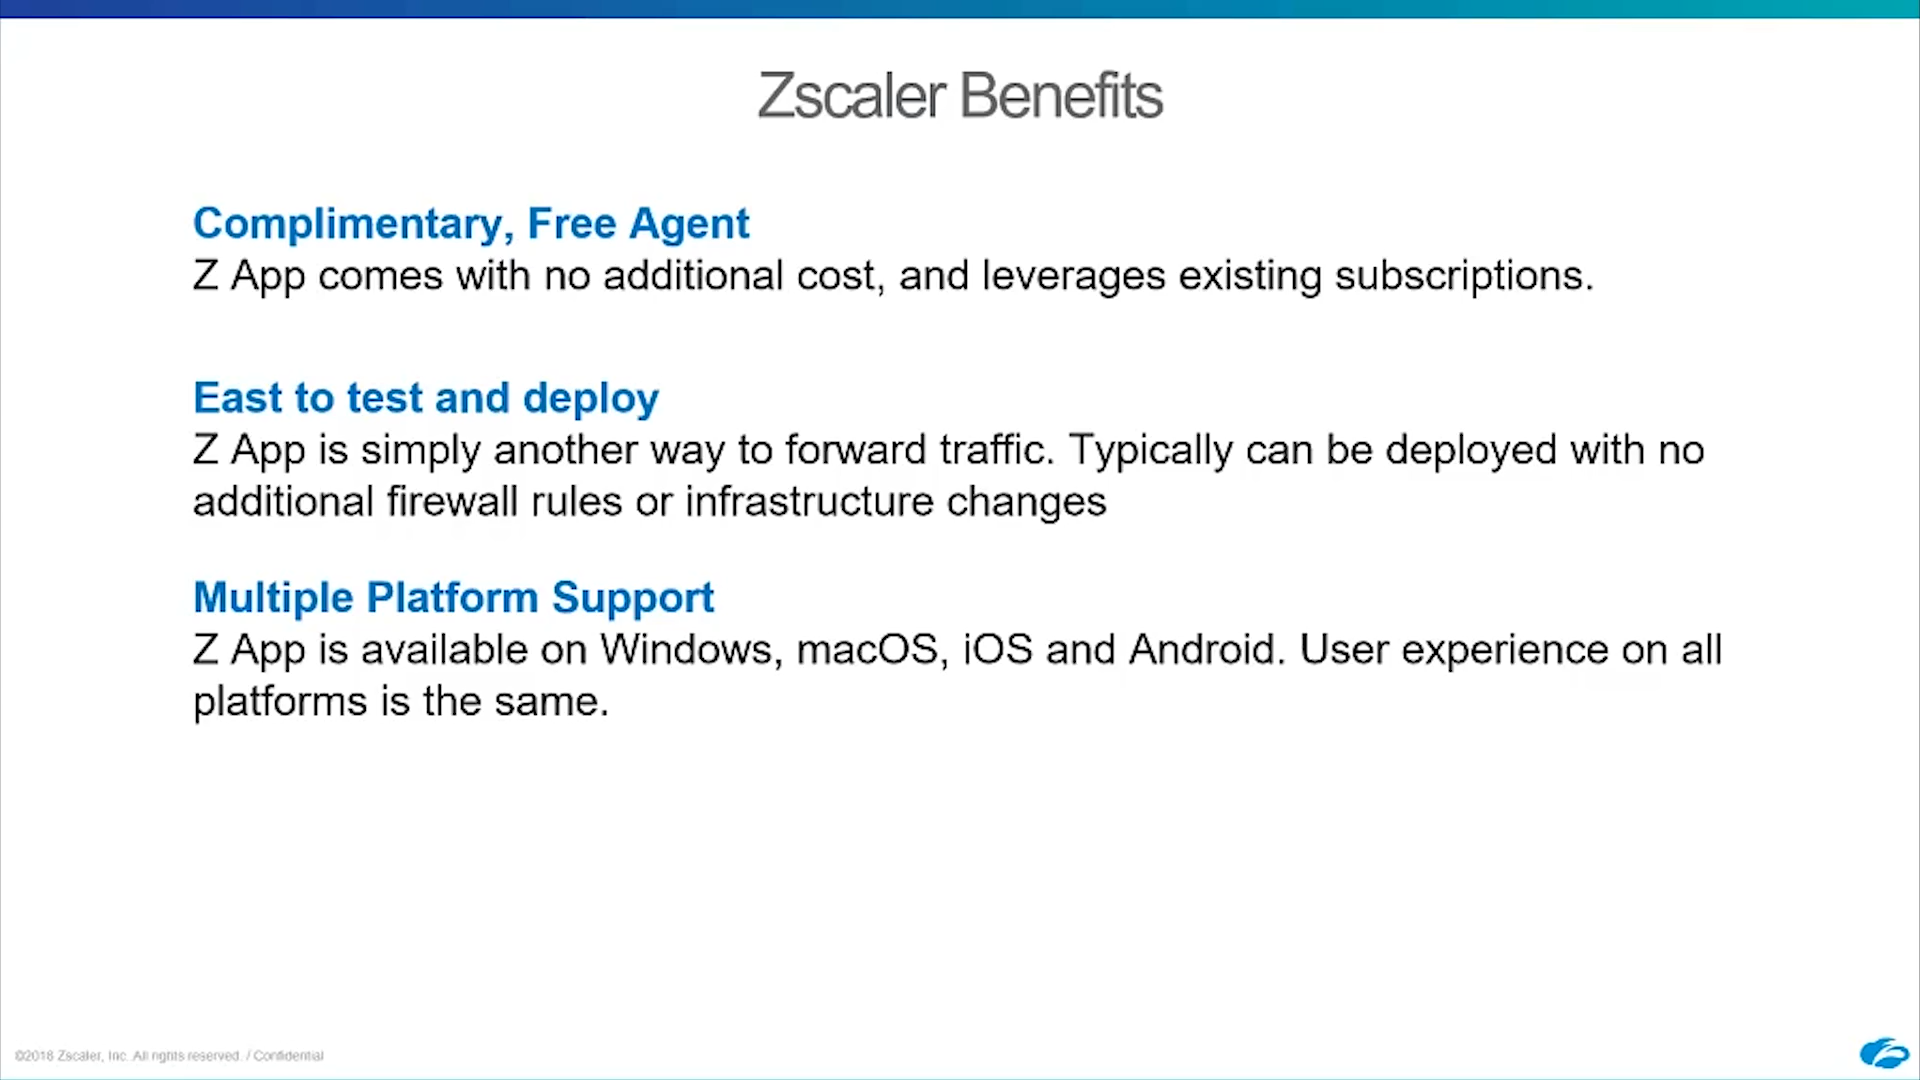 Zscaler Benefits
Complimentary, Free Agent
Z App comes with no additional cost, and leverages existing subscriptions.
East to test and deploy
Z App is simply another way to forward traffic. Typically can be deployed with no
additional firewall rules or infrastructure changes
Multiple Platform Support
Z App is available on Windows, macOS, iOS and Android. User experience on all
platforms is the same.
©2018 Zscaler, Inc. All rights reserved. / Confidential